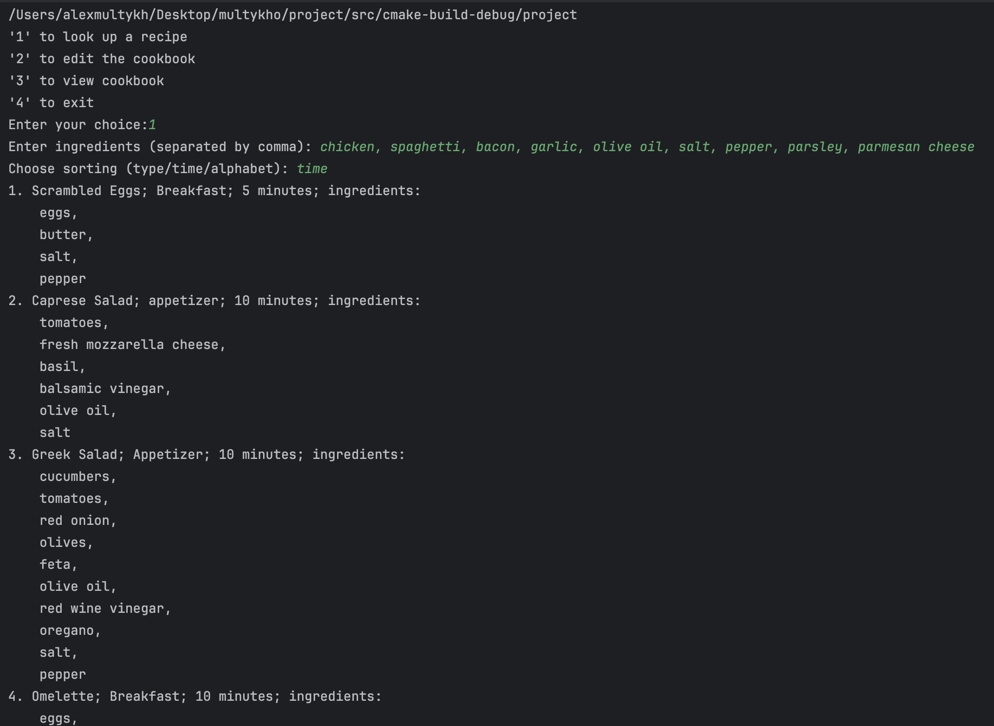 /Users/alexmultykh/Desktop/multykho/project/src/cmake-build-debug/project
'1' to look up a recipe
'2' to edit the cookbook
'3' to view cookbook
'4' to exit
Enter your choice:1
Enter ingredients (separated by comma): chicken, spaghetti, bacon, garlic, olive oil, salt, pepper, parsley, parmesan cheese
Choose sorting (type/time/alphabet): time
1. Scrambled Eggs; Breakfast; 5 minutes; ingredients:
    eggs,
    butter,
    salt,
    pepper
2. Caprese Salad; appetizer; 10 minutes; ingredients:
    tomatoes,
    fresh mozzarella cheese,
    basil,
    balsamic vinegar,
    olive oil,
    salt
3. Greek Salad; Appetizer; 10 minutes; ingredients:
    cucumbers,
    tomatoes,
    red onion,
    olives,
    feta,
    olive oil,
    red wine vinegar,
    oregano,
    salt,
    pepper
4. Omelette; Breakfast; 10 minutes; ingredients:
    eggs,